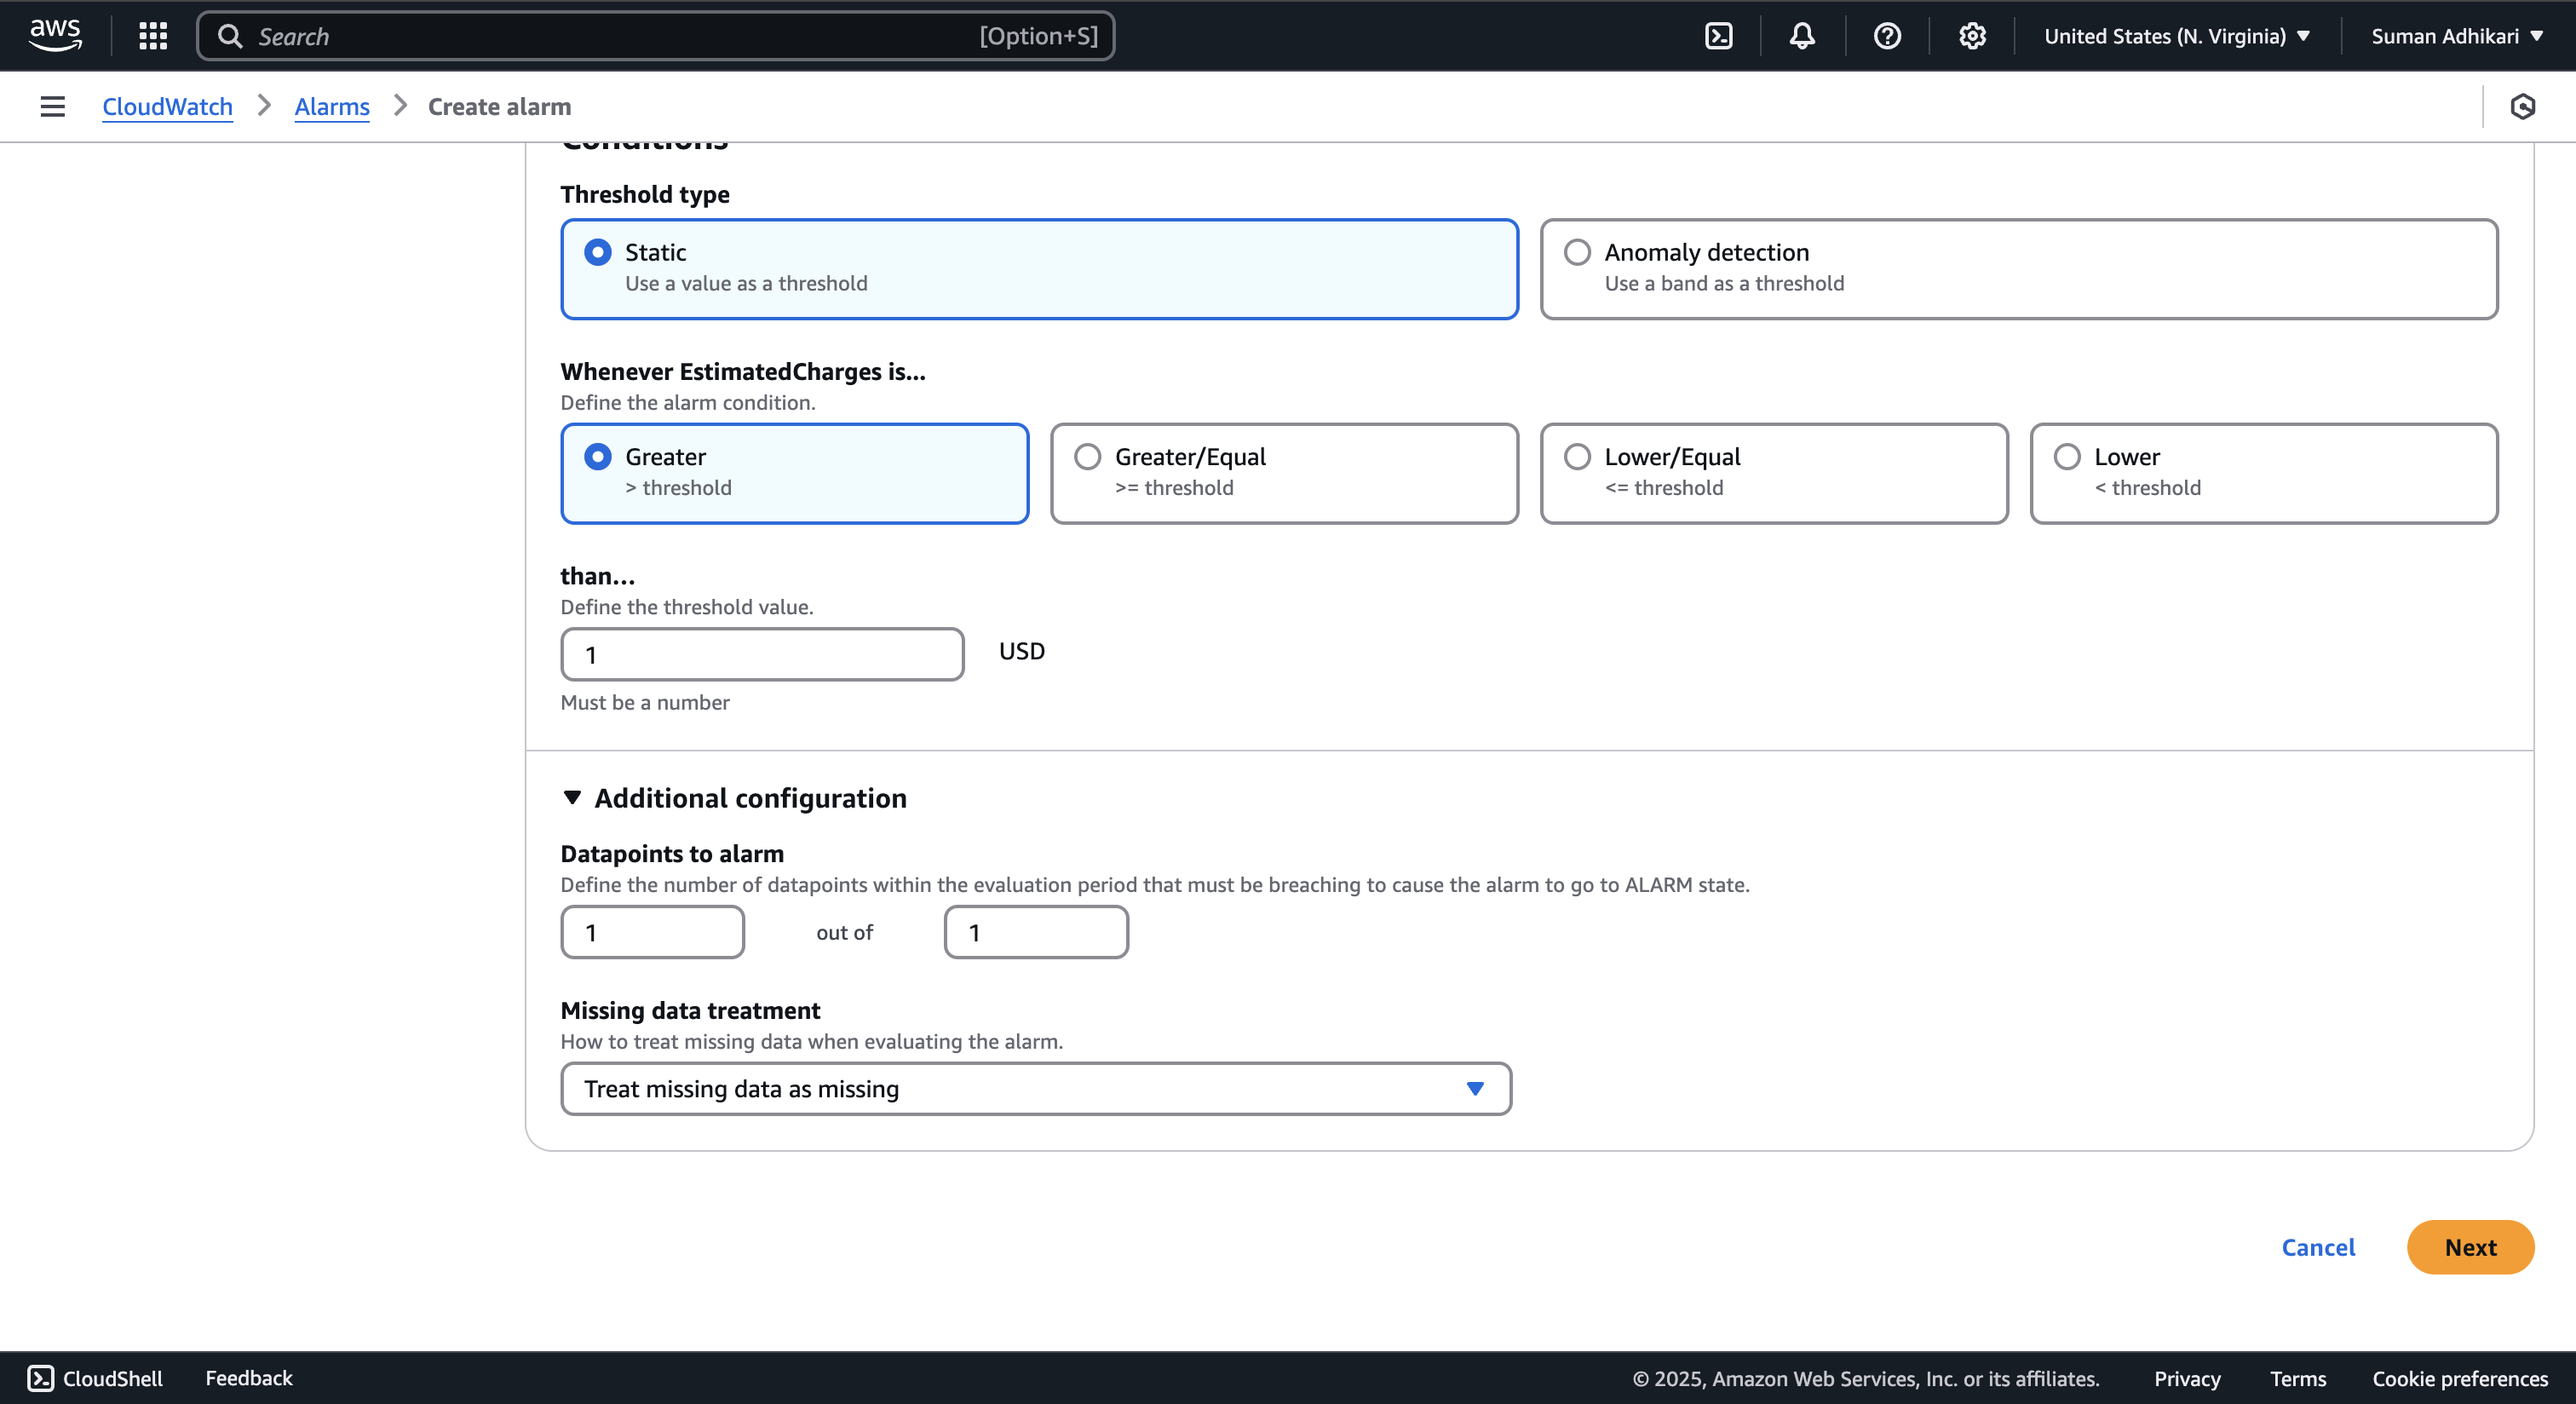 aws
Search
[Option+S]
United States (N. Virginia)
Suman Adhikari
CloudWatch
Alarms
Create alarm
Conditions
Threshold type
Static
Use a value as a threshold
Anomaly detection
Use a band as a threshold
Whenever EstimatedCharges is...
Define the alarm condition.
Greater
> threshold
Greater/Equal
>= threshold
Lower/Equal
<= threshold
Lower
< threshold
than...
Define the threshold value.
1
USD
Must be a number
Additional configuration
Datapoints to alarm
Define the number of datapoints within the evaluation period that must be breaching to cause the alarm to go to ALARM state.
1
out of
1
Missing data treatment
How to treat missing data when evaluating the alarm.
Treat missing data as missing
Cancel
Next
CloudShell
Feedback
© 2025, Amazon Web Services, Inc. or its affiliates.
Privacy
Terms
Cookie preferences